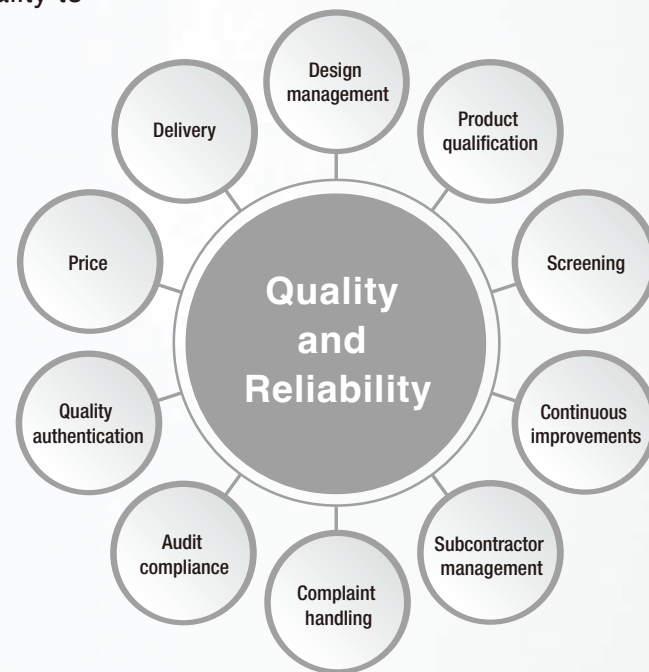 Design
management
Product
qualification
Screening
Continuous
improvements
Subcontractor
management
Complaint
handling
Audit
compliance
Quality
authentication
Price
Delivery
Quality
and
Reliability